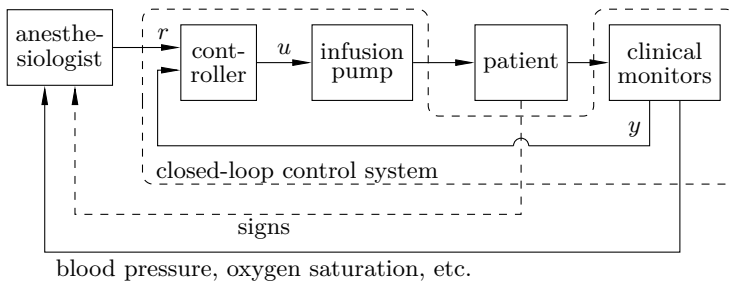 anesthe-
siologist
r
cont-
roller
u
infusion
pump
patient
clinical
monitors
y
closed-loop control system
signs
blood pressure, oxygen saturation, etc.